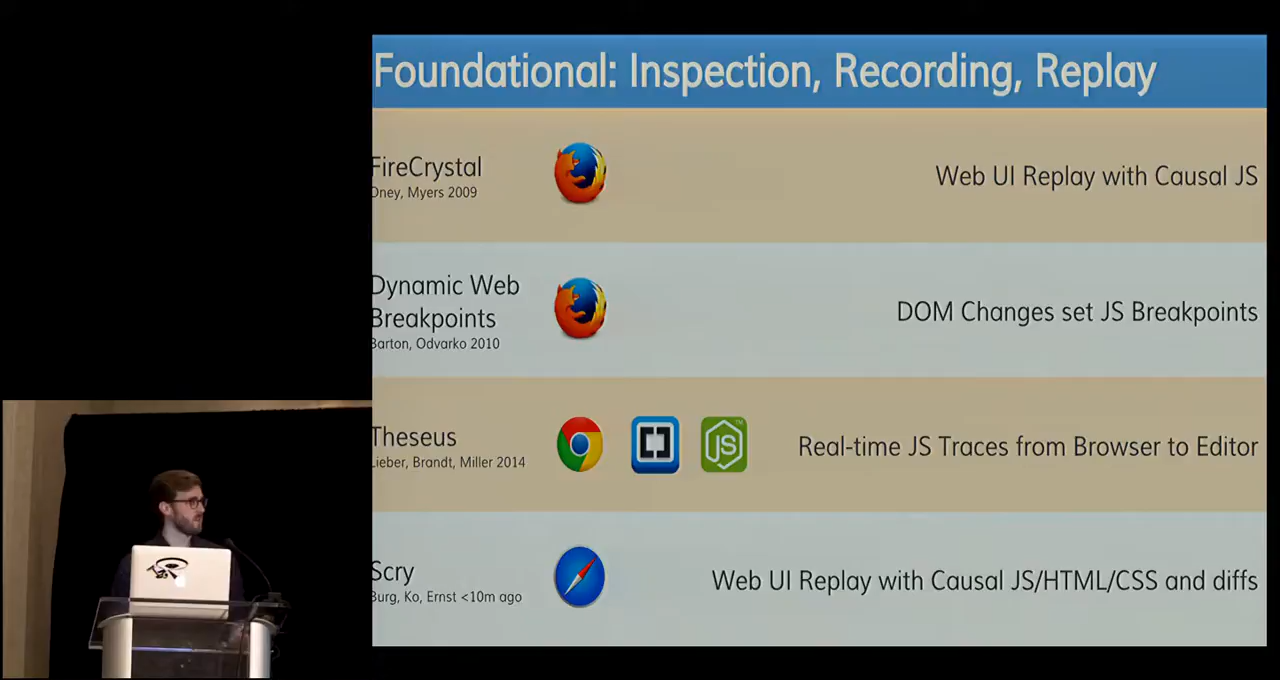 Foundational: Inspection, Recording, Replay
FireCrystal
Oney, Myers 2009
Web UI Replay with Causal JS
Dynamic Web
Breakpoints
Barton, Odvarko 2010
DOM Changes set JS Breakpoints
Theseus
Lieber, Brandt, Miller 2014
JS
Real-time JS Traces from Browser to Editor
Scry
Burg, Ko, Ernst <10m ago
Web UI Replay with Causal JS/HTML/CSS and diffs